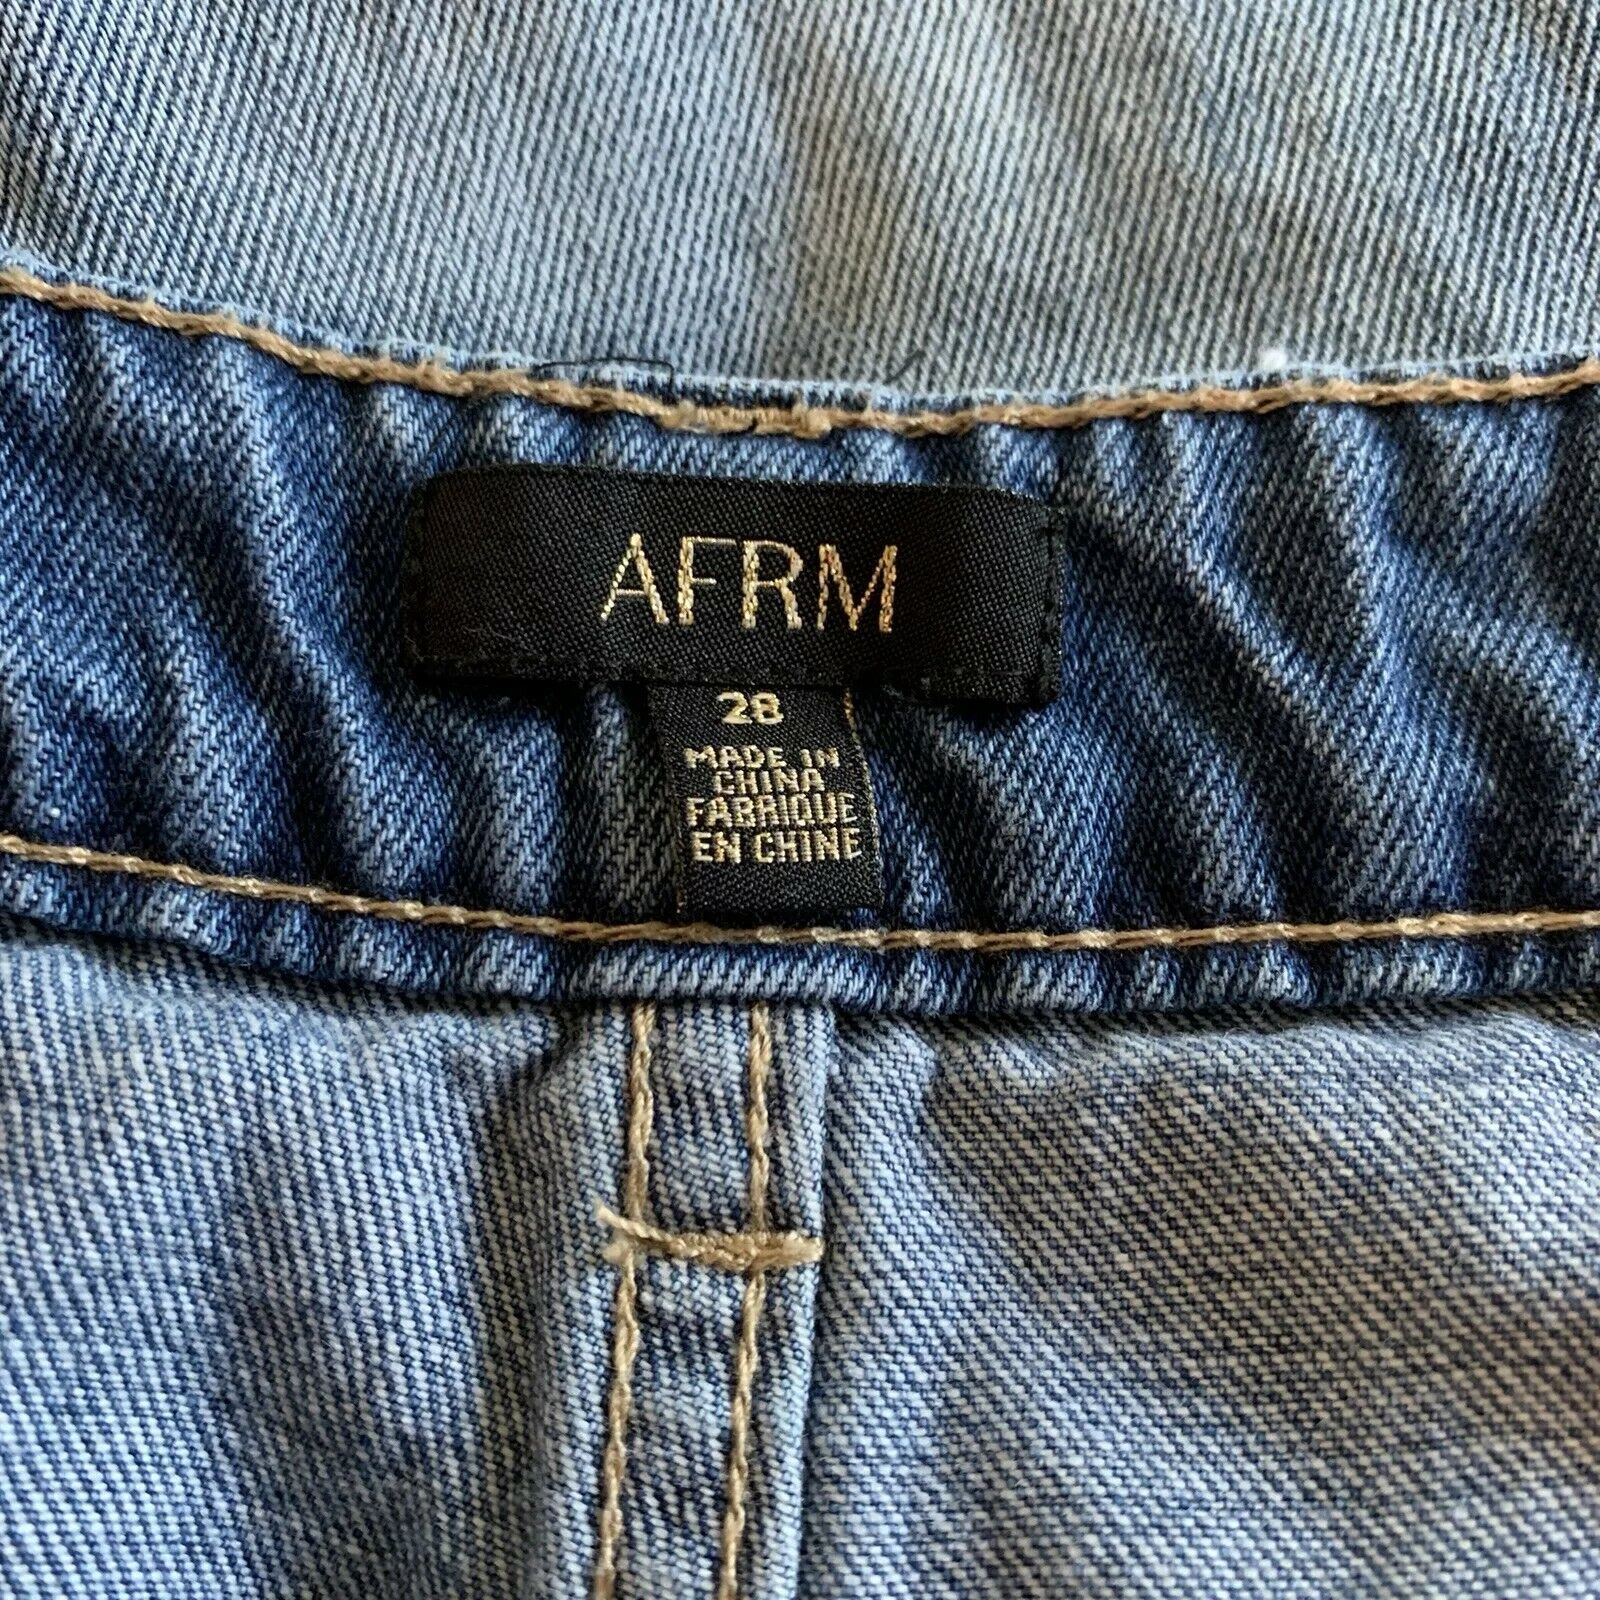 AFRM
28
MADE IN
CHINA
FABRIQUE
EN CHINE